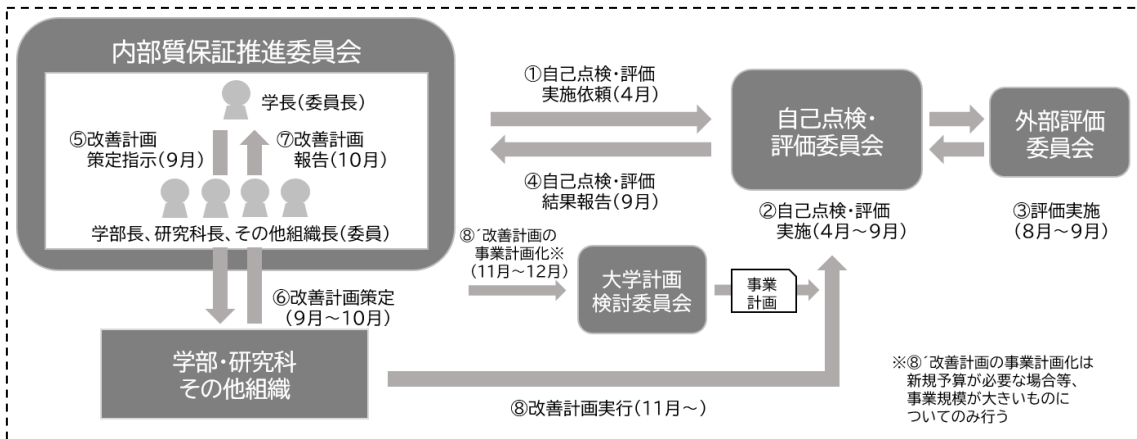 内部質保証推進委員会
学長(委員長)
⑤改善計画
策定指示(9月)
⑦改善計画
報告(10月)
学部長、研究科長、その他組織長(委員)
①自己点検・評価
実施依頼(4月)
④自己点検・評価
結果報告(9月)
自己点検・
評価委員会
外部評価
委員会
②自己点検・評価
実施(4月～9月)
③評価実施
(8月～9月)
⑧´改善計画の
事業計画化※
(11月～12月)
大学計画
検討委員会
事業
計画
⑥改善計画策定
(9月～10月)
学部・研究科
その他組織
⑧改善計画実行(11月～)
※⑧´改善計画の事業計画化は
新規予算が必要な場合等、
事業規模が大きいものに
ついてのみ行う